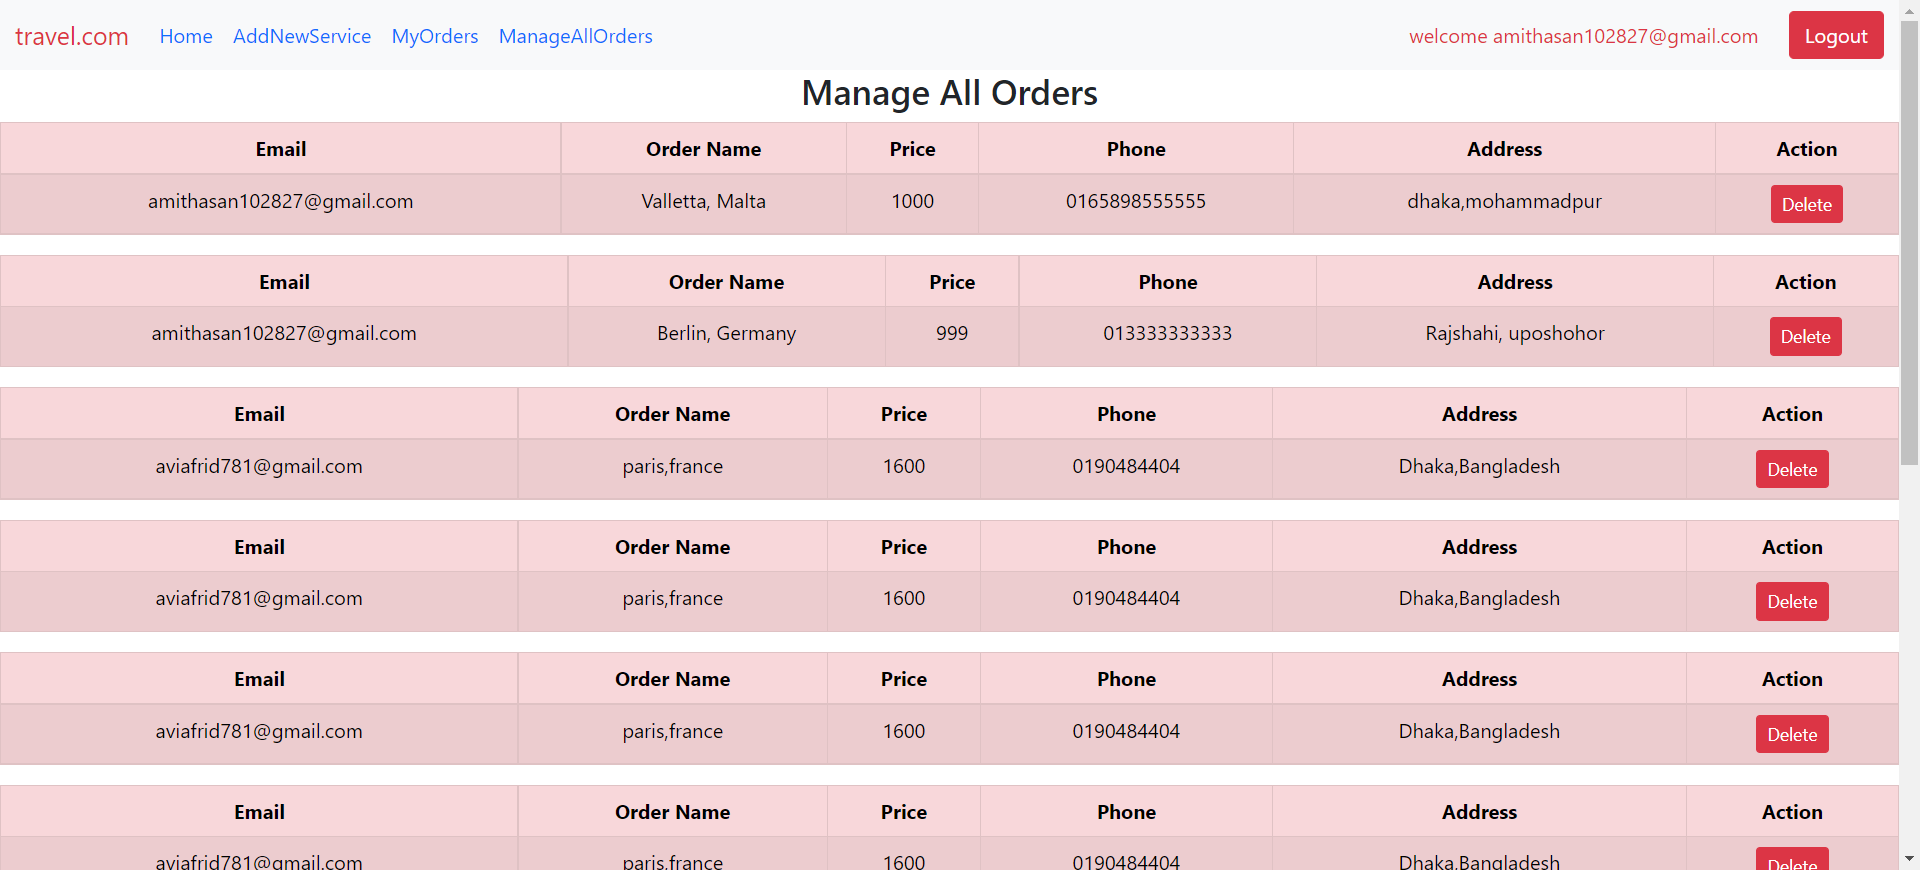 travel.com Home AddNewService MyOrders ManageAllOrders welcome amithasan102827@gmail.com Logout
Manage All Orders
Email Order Name Price Phone Address Action
amithasan102827@gmail.com Valletta, Malta 1000 0165898555555 dhaka,mohammadpur Delete
Email Order Name Price Phone Address Action
amithasan102827@gmail.com Berlin, Germany 999 013333333333 Rajshahi, uposhohor Delete
Email Order Name Price Phone Address Action
aviafrid781@gmail.com paris,france 1600 0190484404 Dhaka,Bangladesh Delete
Email Order Name Price Phone Address Action
aviafrid781@gmail.com paris,france 1600 0190484404 Dhaka,Bangladesh Delete
Email Order Name Price Phone Address Action
aviafrid781@gmail.com paris,france 1600 0190484404 Dhaka,Bangladesh Delete
Email Order Name Price Phone Address Action
aviafrid781@gmail.com paris,france 1600 0190484404 Dhaka,Bangladesh Delete